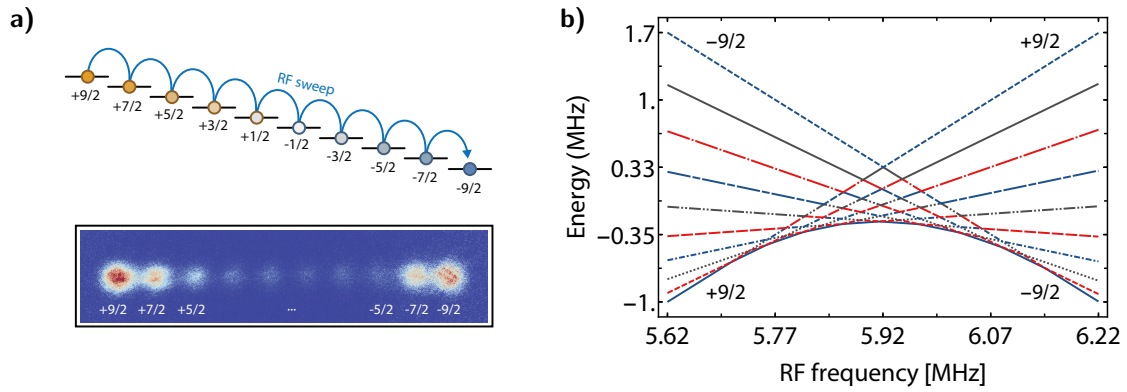 a)
RF sweep
+9/2
+7/2
+5/2
+3/2
+1/2
-1/2
-3/2
-5/2
-7/2
-9/2
+9/2 +7/2 +5/2 ... -5/2 -7/2 -9/2
b)
Energy (MHz)
1.7
1.
0.33
−0.35
−1.
−9/2 +9/2
+9/2 −9/2
5.62 5.77 5.92 6.07 6.22
RF frequency [MHz]